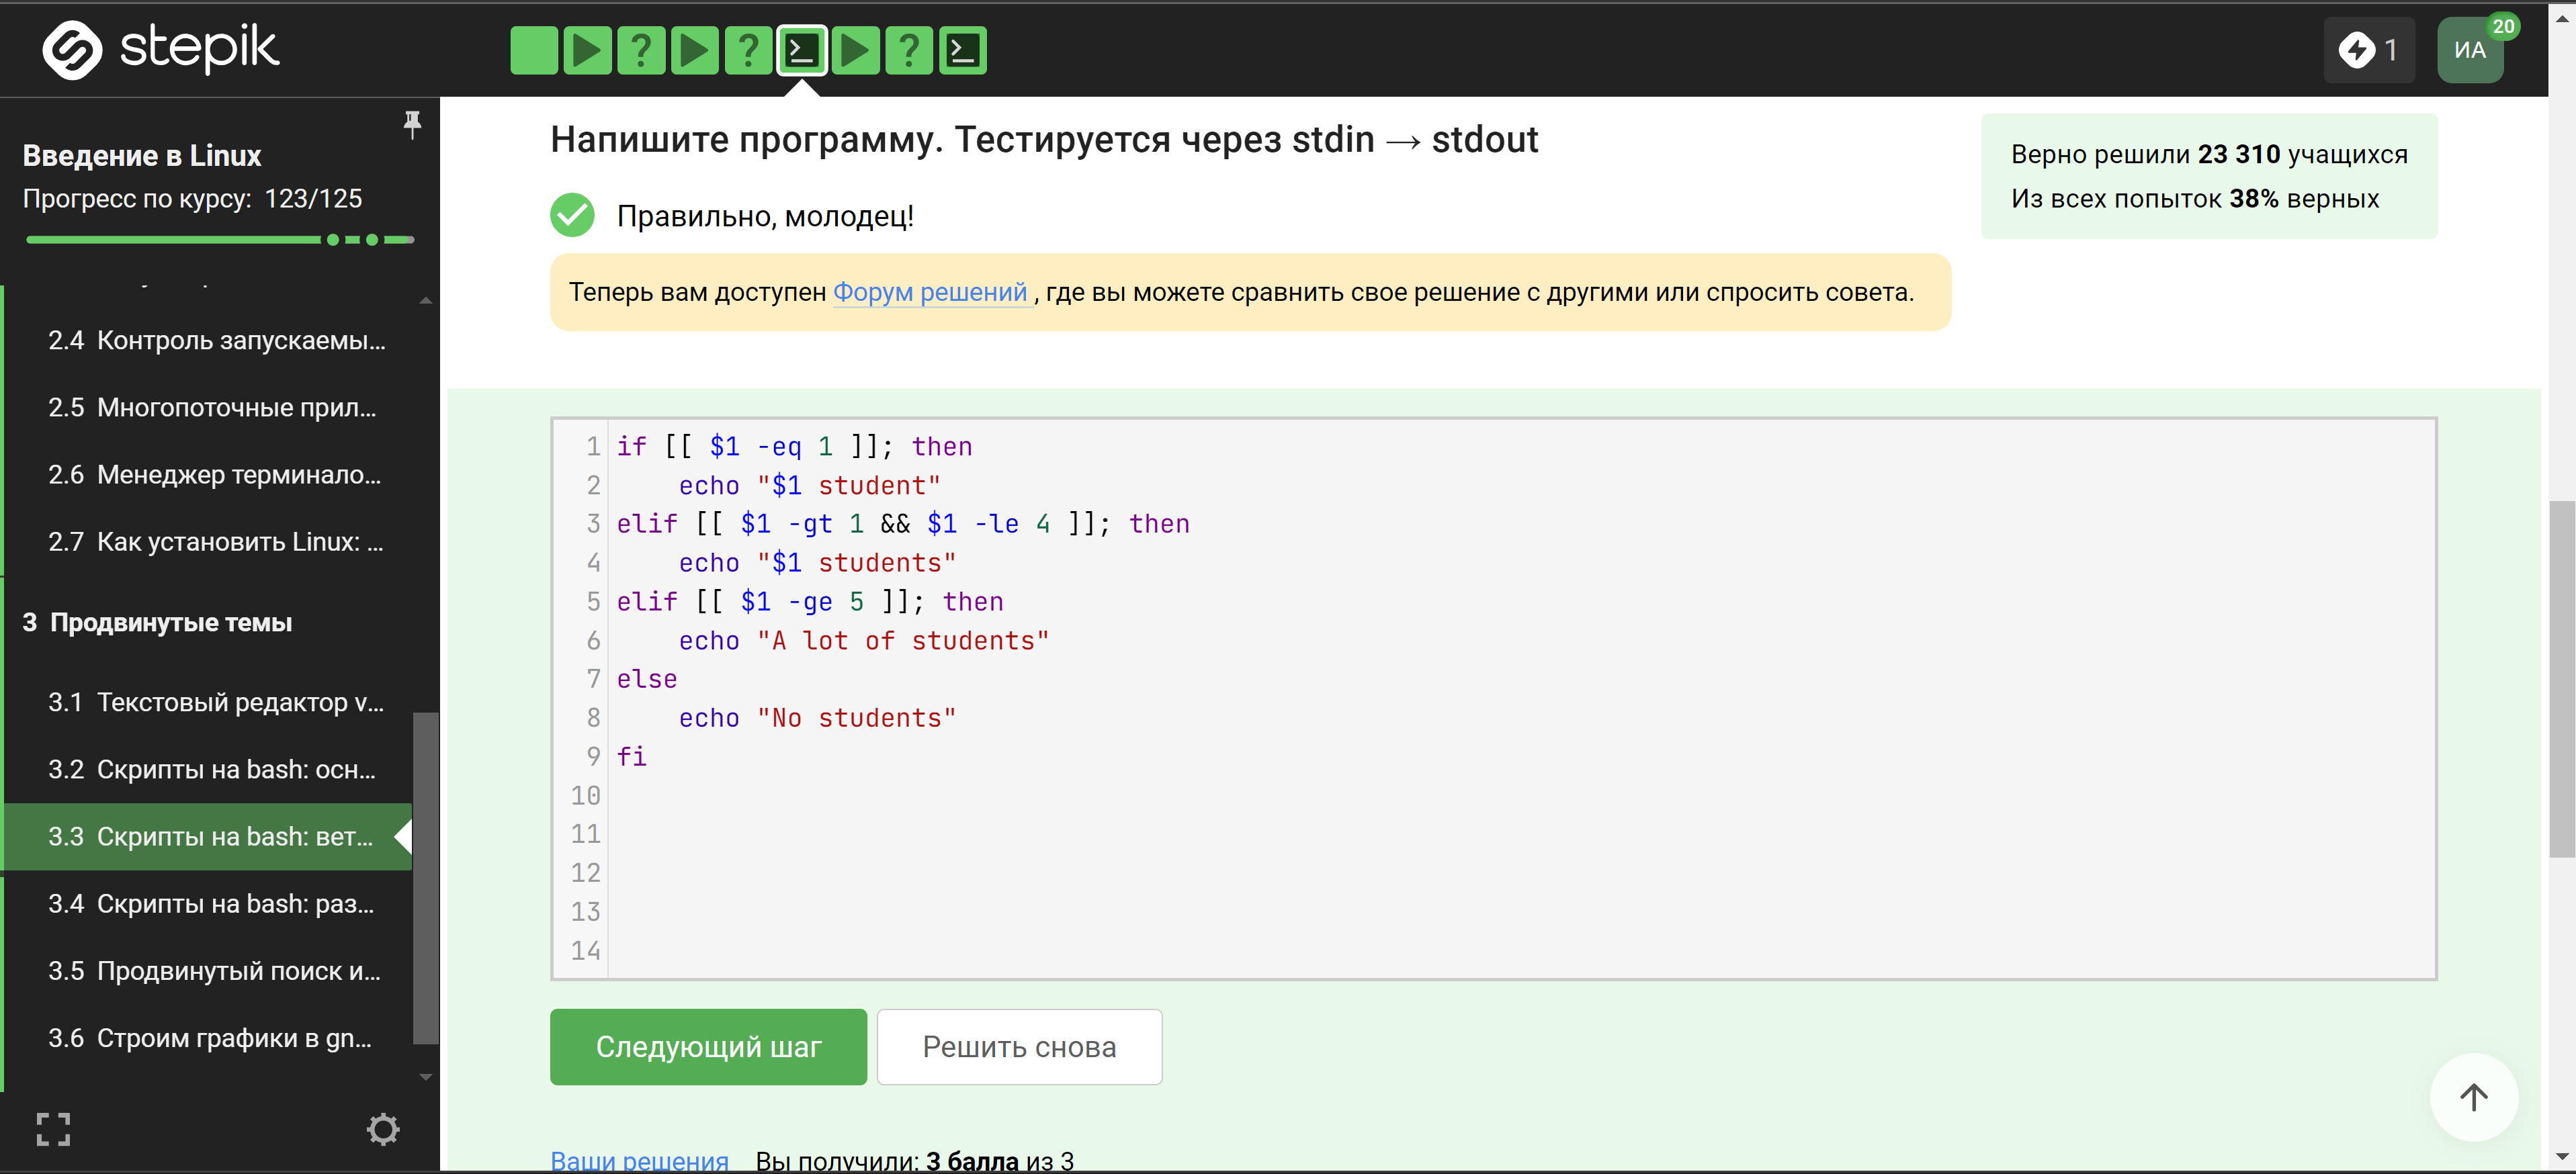 stepik
? ? ?
1
ИА
20
Введение в Linux
Прогресс по курсу: 123/125
2.4 Контроль запускаемы...
2.5 Многопоточные прил...
2.6 Менеджер терминало...
2.7 Как установить Linux: ...
3 Продвинутые темы
3.1 Текстовый редактор v...
3.2 Скрипты на bash: осн...
3.3 Скрипты на bash: вет...
3.4 Скрипты на bash: раз...
3.5 Продвинутый поиск и...
3.6 Строим графики в gn...
Напишите программу. Тестируется через stdin → stdout
Правильно, молодец!
Теперь вам доступен Форум решений , где вы можете сравнить свое решение с другими или спросить совета.
Верно решили 23 310 учащихся
Из всех попыток 38% верных
1 if [[ $1 -eq 1 ]]; then
2     echo "$1 student"
3 elif [[ $1 -gt 1 && $1 -le 4 ]]; then
4     echo "$1 students"
5 elif [[ $1 -ge 5 ]]; then
6     echo "A lot of students"
7 else
8     echo "No students"
9 fi
10
11
12
13
14
Следующий шаг
Решить снова
Ваши решения Вы получили: 3 балла из 3